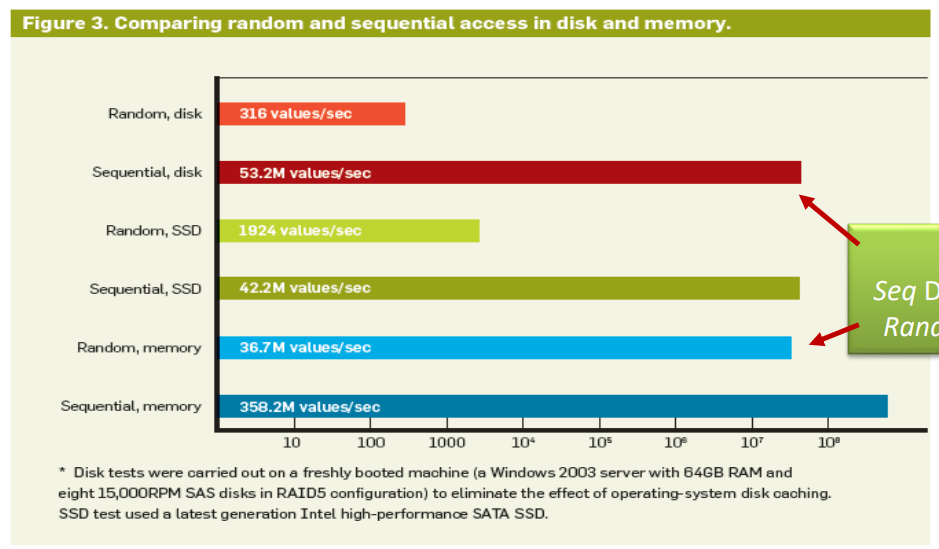 Figure 3. Comparing random and sequential access in disk and memory.
Random, disk
316 values/sec
Sequential, disk
53.2M values/sec
Random, SSD
1924 values/sec
Sequential, SSD
42.2M values/sec
Random, memory
36.7M values/sec
Sequential, memory
358.2M values/sec
Seq
10 100 1000 10⁴ 10⁵ 10⁶ 10⁷ 10⁸
* Disk tests were carried out on a freshly booted machine (a Windows 2003 server with 64GB RAM and
eight 15,000RPM SAS disks in RAID5 configuration) to eliminate the effect of operating-system disk caching.
SSD test used a latest generation Intel high-performance SATA SSD.